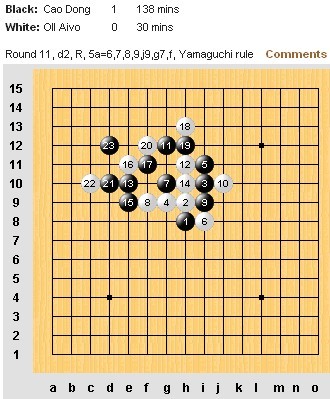 Black: Cao Dong 1 138 mins
White: Oll Aivo 0 30 mins
Round 11, d2, R, 5a=6,7,8,9,j9,g7,f, Yamaguchi rule Comments
15
14
13 18
12 23 20 11 19
11 16 17 12 5
10 22 21 13 7 14 3 10
9 15 8 4 2 9
8 1 6
7
6
5
4
3
2
1
a b c d e f g h i j k l m n o